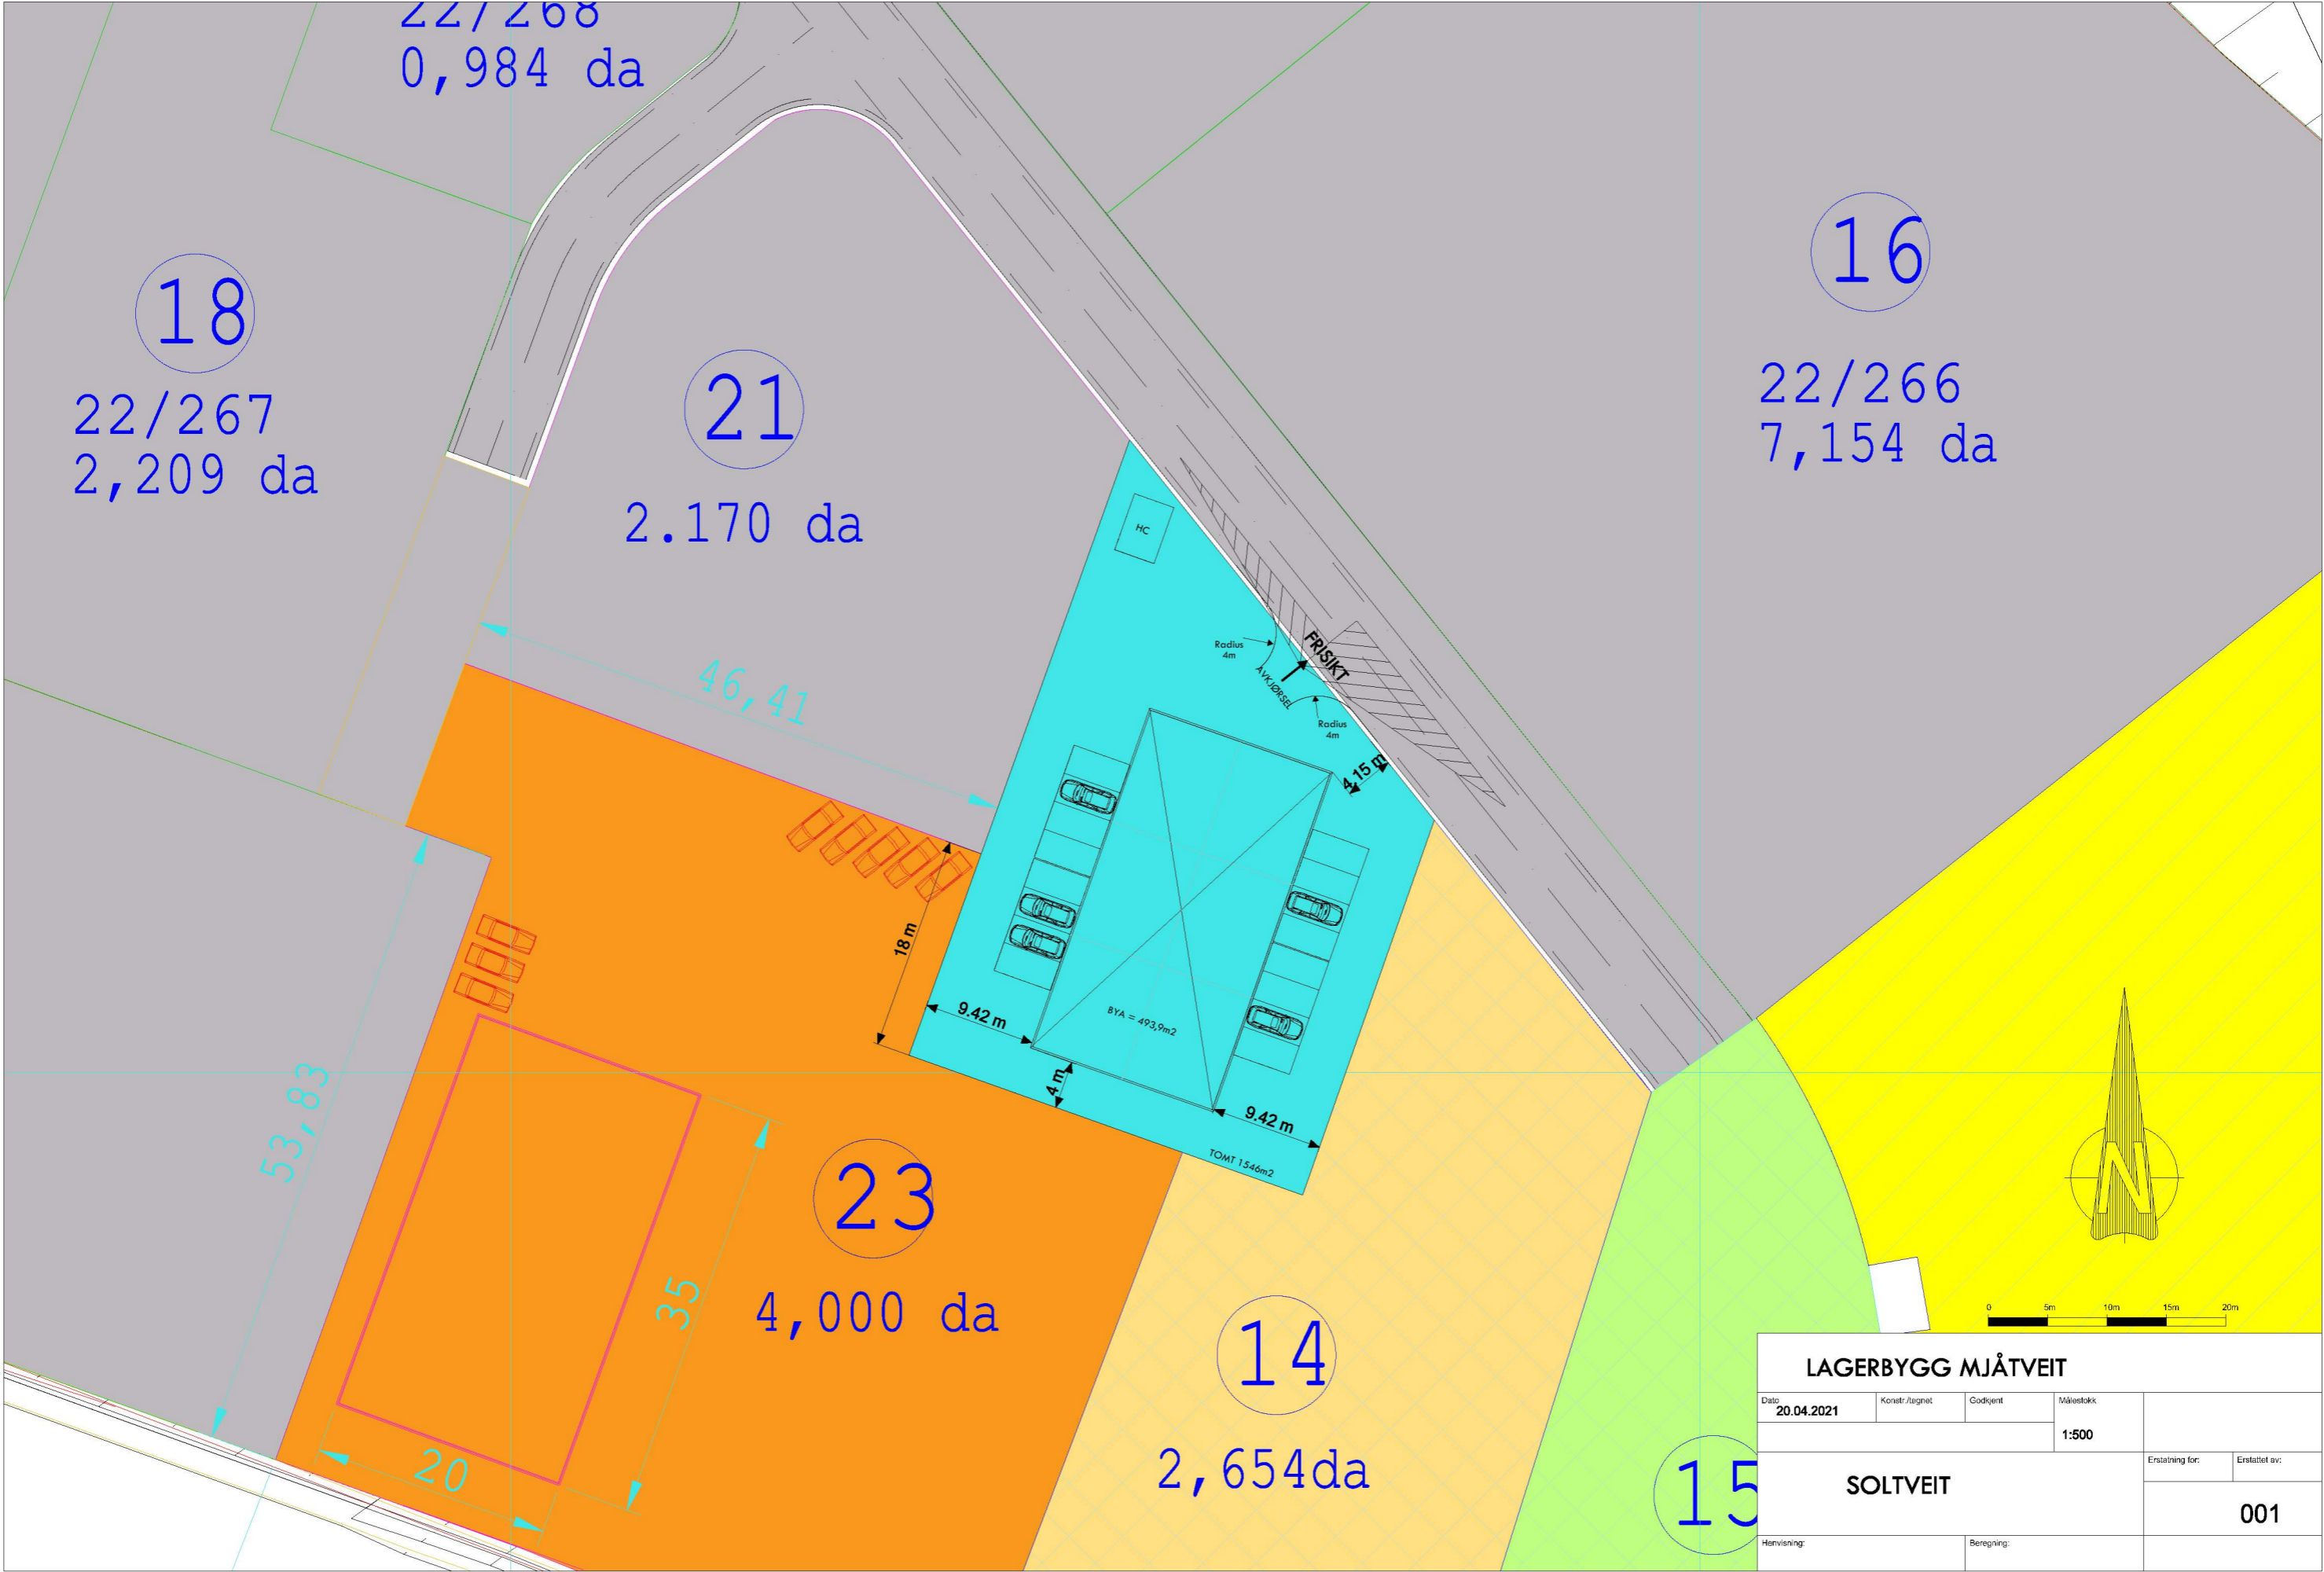 22/268
0,984 da
18
22/267
2,209 da
21
2.170 da
16
22/266
7,154 da
HC
Radius
4m
FRISIKT
AVKJØRSEL
Radius
4m
46,41
4,15 m
18 m
9.42 m
BYA = 493,9m2
4 m
9.42 m
TOMT 1546m2
53,83
23
4,000 da
35
20
14
2,654da
15
N
0 5m 10m 15m 20m
LAGERBYGG MJÅTVEIT
Dato
20.04.2021
Konstr./tegnet
Godkjent
Målestokk
1:500
SOLTVEIT
Erstatning for:
Erstattet av:
001
Henvisning:
Beregning: